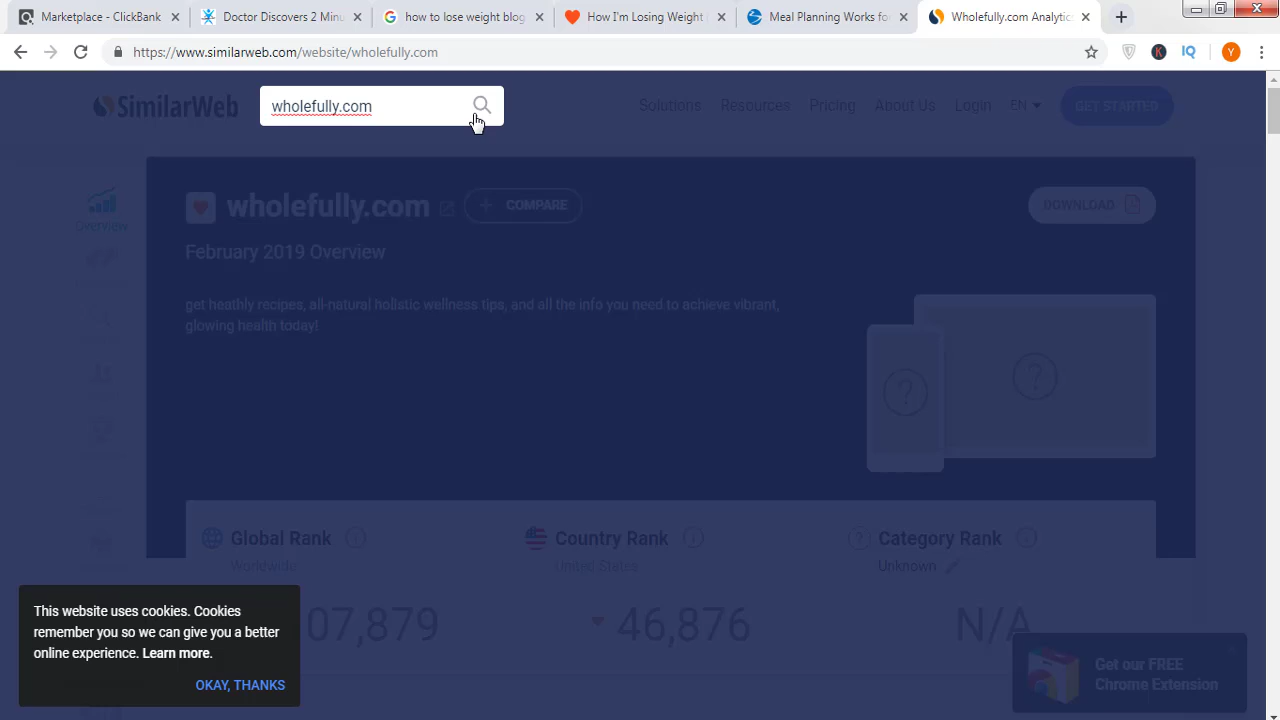 Marketplace - ClickBank
Doctor Discovers 2 Minu
how to lose weight blog
How I'm Losing Weight
Meal Planning Works fo
Wholefully.com Analytics
https://www.similarweb.com/website/wholefully.com
K
IQ
Y
SimilarWeb
wholefully.com
Solutions
Resources
Pricing
About Us
Login
EN
GET STARTED
Overview
wholefully.com
COMPARE
DOWNLOAD
February 2019 Overview
get heathly recipes, all-natural holistic wellness tips, and all the info you need to achieve vibrant,
glowing health today!
Global Rank
Country Rank
Category Rank
Worldwide
United States
Unknown
07,879
46,876
N/A
This website uses cookies. Cookies
remember you so we can give you a better
online experience. Learn more.
OKAY, THANKS
Get our FREE
Chrome Extension